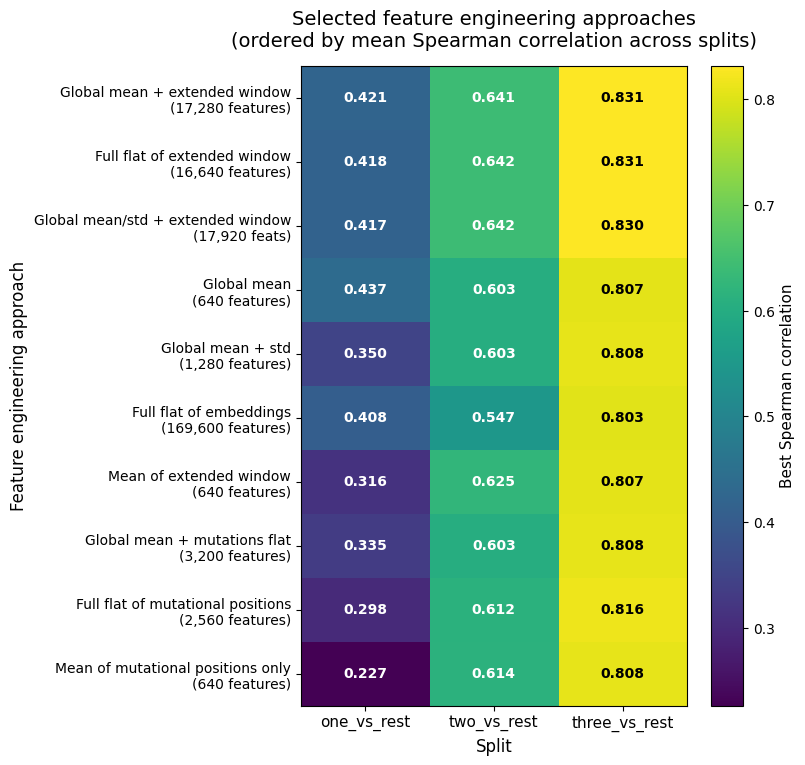 Selected feature engineering approaches
(ordered by mean Spearman correlation across splits)
Feature engineering approach
Global mean + extended window
(17,280 features)
0.421 0.641 0.831
Full flat of extended window
(16,640 features)
0.418 0.642 0.831
Global mean/std + extended window
(17,920 feats)
0.417 0.642 0.830
Global mean
(640 features)
0.437 0.603 0.807
Global mean + std
(1,280 features)
0.350 0.603 0.808
Full flat of embeddings
(169,600 features)
0.408 0.547 0.803
Mean of extended window
(640 features)
0.316 0.625 0.807
Global mean + mutations flat
(3,200 features)
0.335 0.603 0.808
Full flat of mutational positions
(2,560 features)
0.298 0.612 0.816
Mean of mutational positions only
(640 features)
0.227 0.614 0.808
one_vs_rest two_vs_rest three_vs_rest
Split
0.8
0.7
0.6
0.5
0.4
0.3
Best Spearman correlation